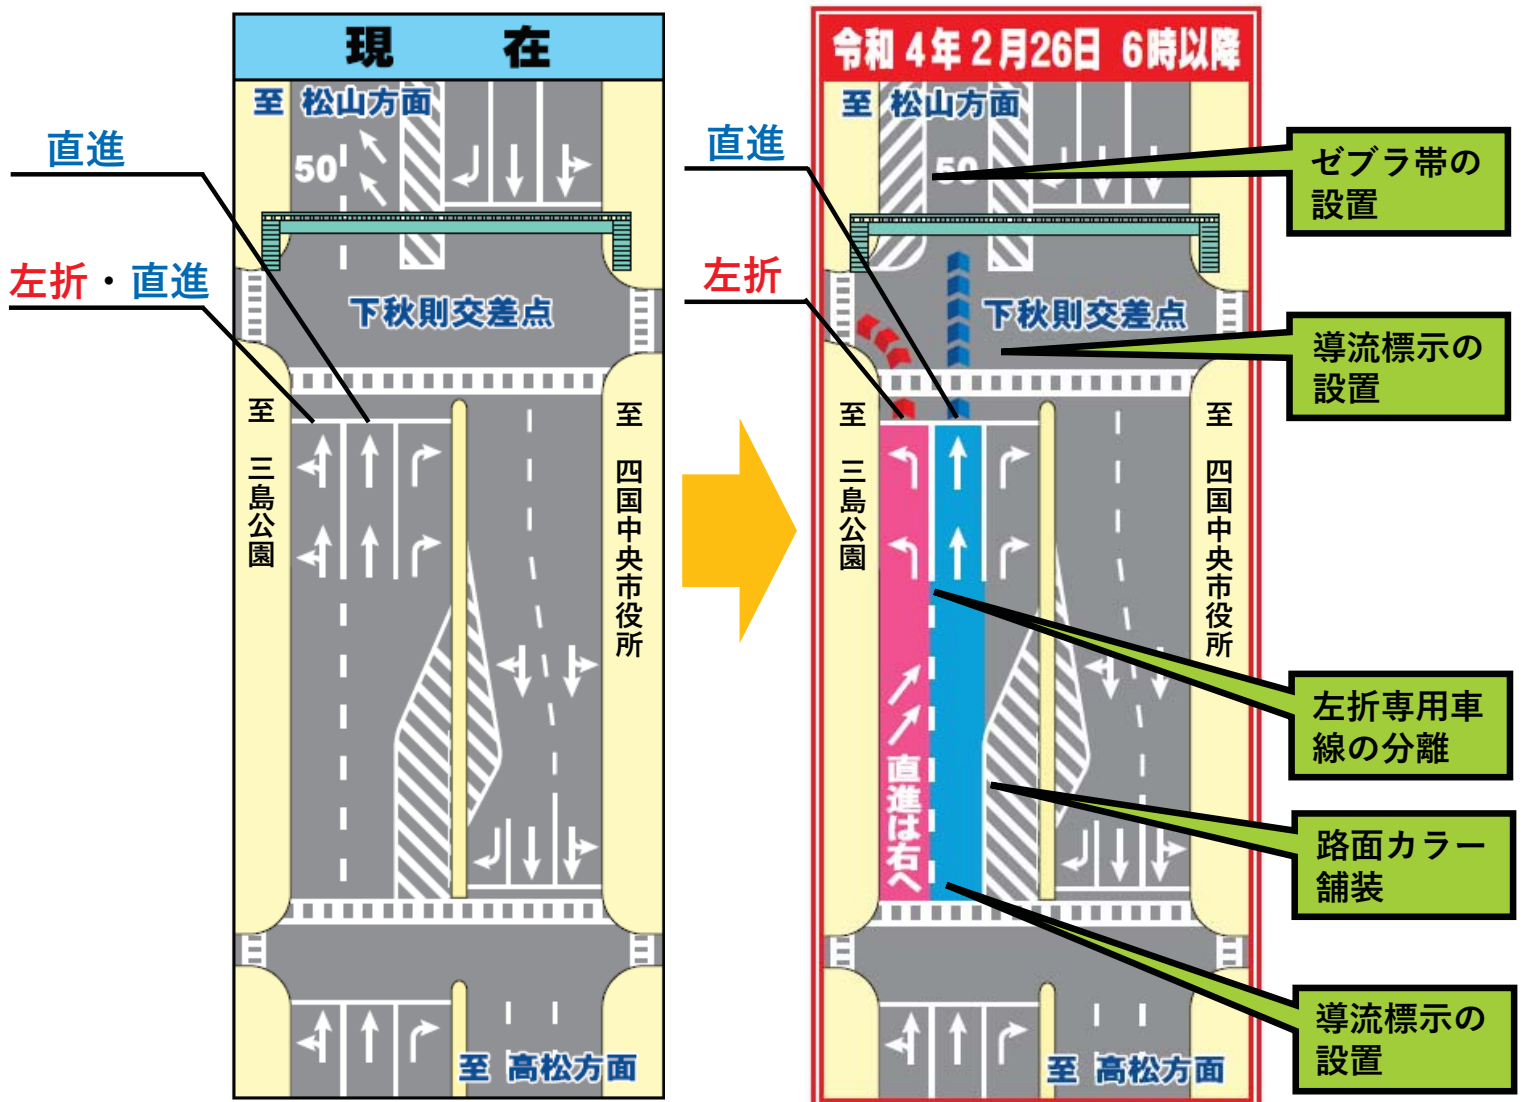 現 在
至 松山方面
50
直進
左折・直進
下秋則交差点
至 三島公園
至 四国中央市役所
至 高松方面
令和4年2月26日 6時以降
至 松山方面
50
直進
左折
下秋則交差点
至 三島公園
至 四国中央市役所
直進は右へ
至 高松方面
ゼブラ帯の
設置
導流標示の
設置
左折専用車
線の分離
路面カラー
舗装
導流標示の
設置